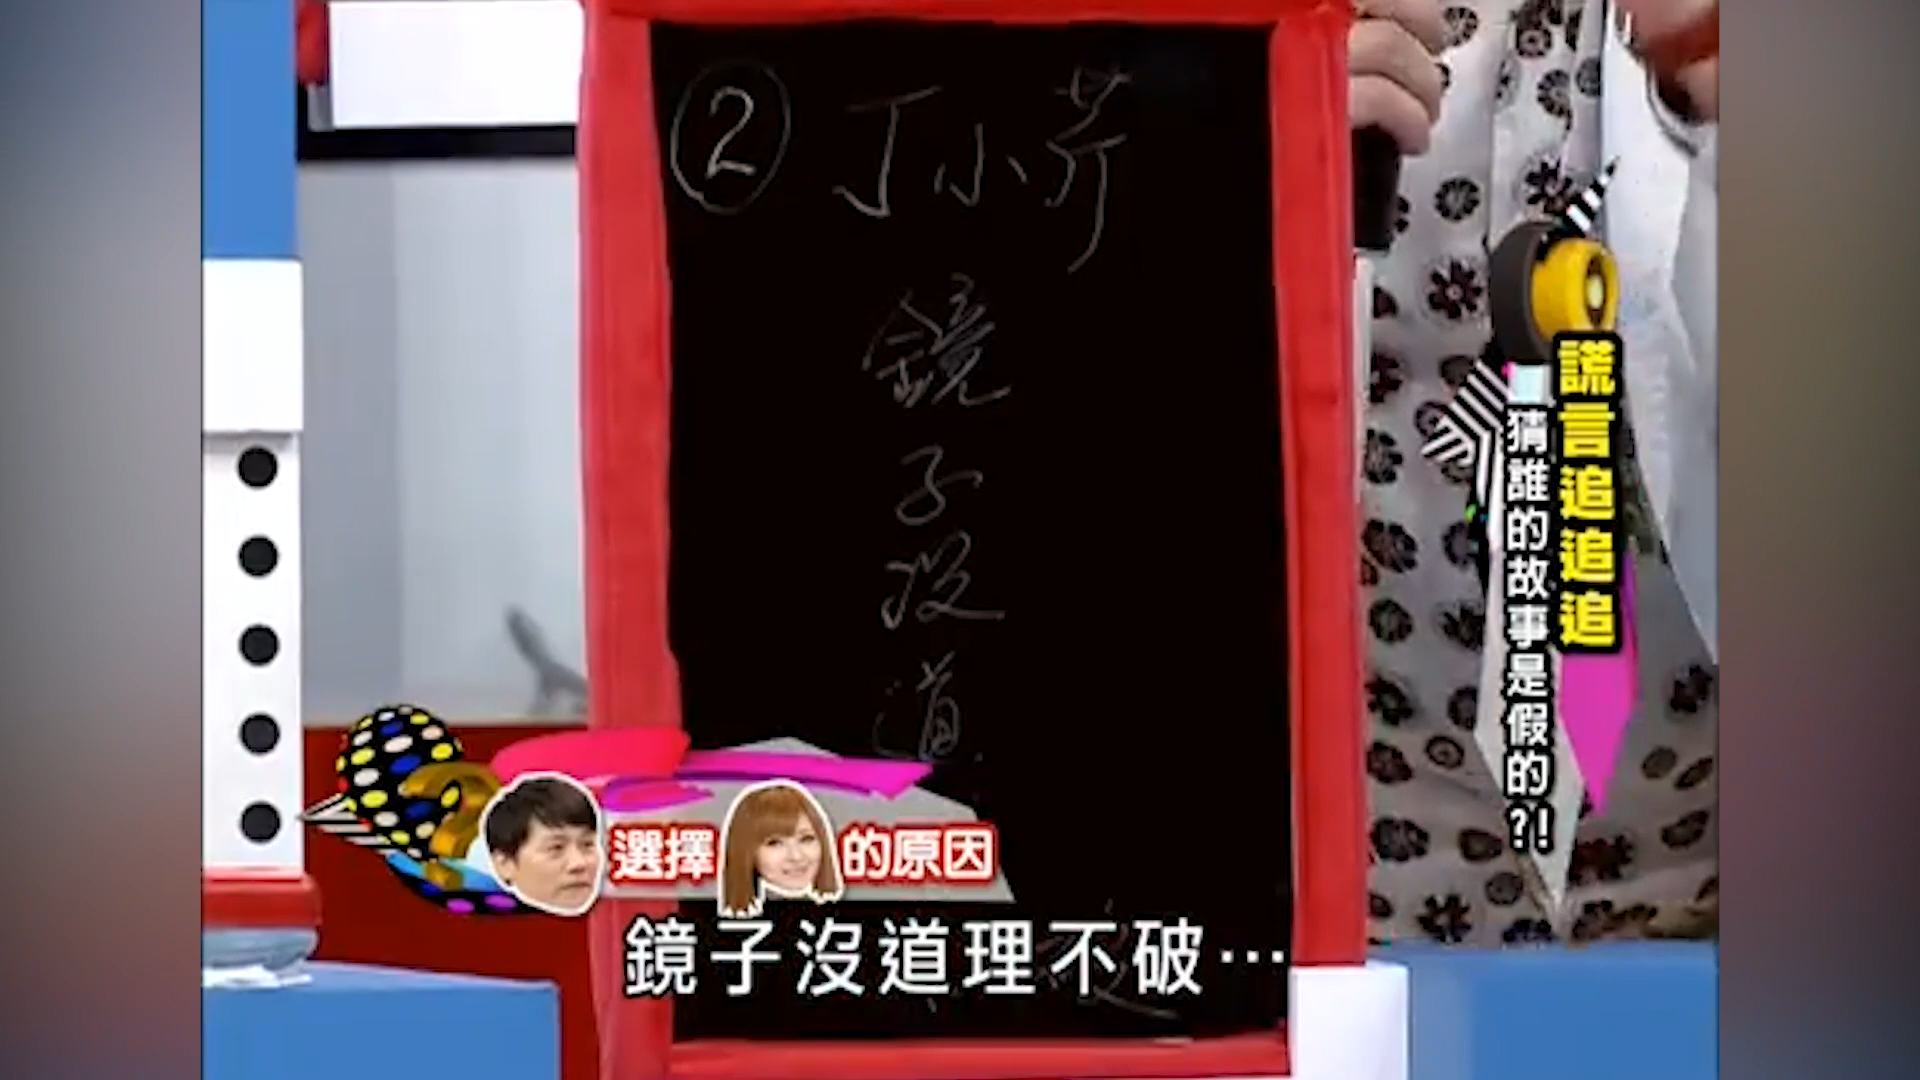 ② 丁小芹
鏡
子
沒
道
謊言追追追
猜誰的故事是假的?!
選擇 的原因
鏡子沒道理不破⋯